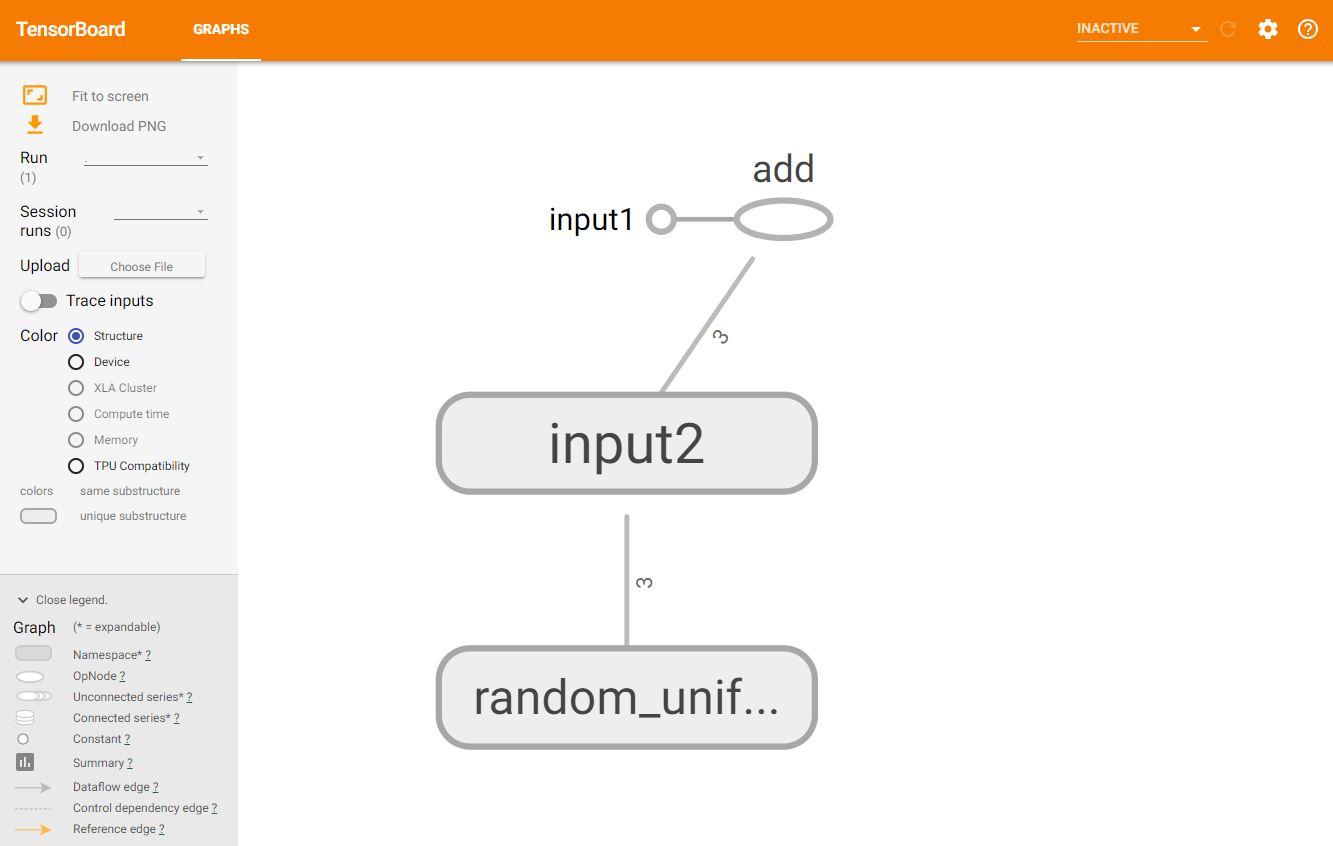 TensorBoard
GRAPHS
INACTIVE
Fit to screen
Download PNG
Run
(1)
.
Session
runs (0)
Upload
Choose File
Trace inputs
Color
Structure
Device
XLA Cluster
Compute time
Memory
TPU Compatibility
colors same substructure
unique substructure
Close legend.
Graph (* = expandable)
Namespace* ?
OpNode ?
Unconnected series* ?
Connected series* ?
Constant ?
Summary ?
Dataflow edge ?
Control dependency edge ?
Reference edge ?
add
input1
3
input2
3
random_unif...